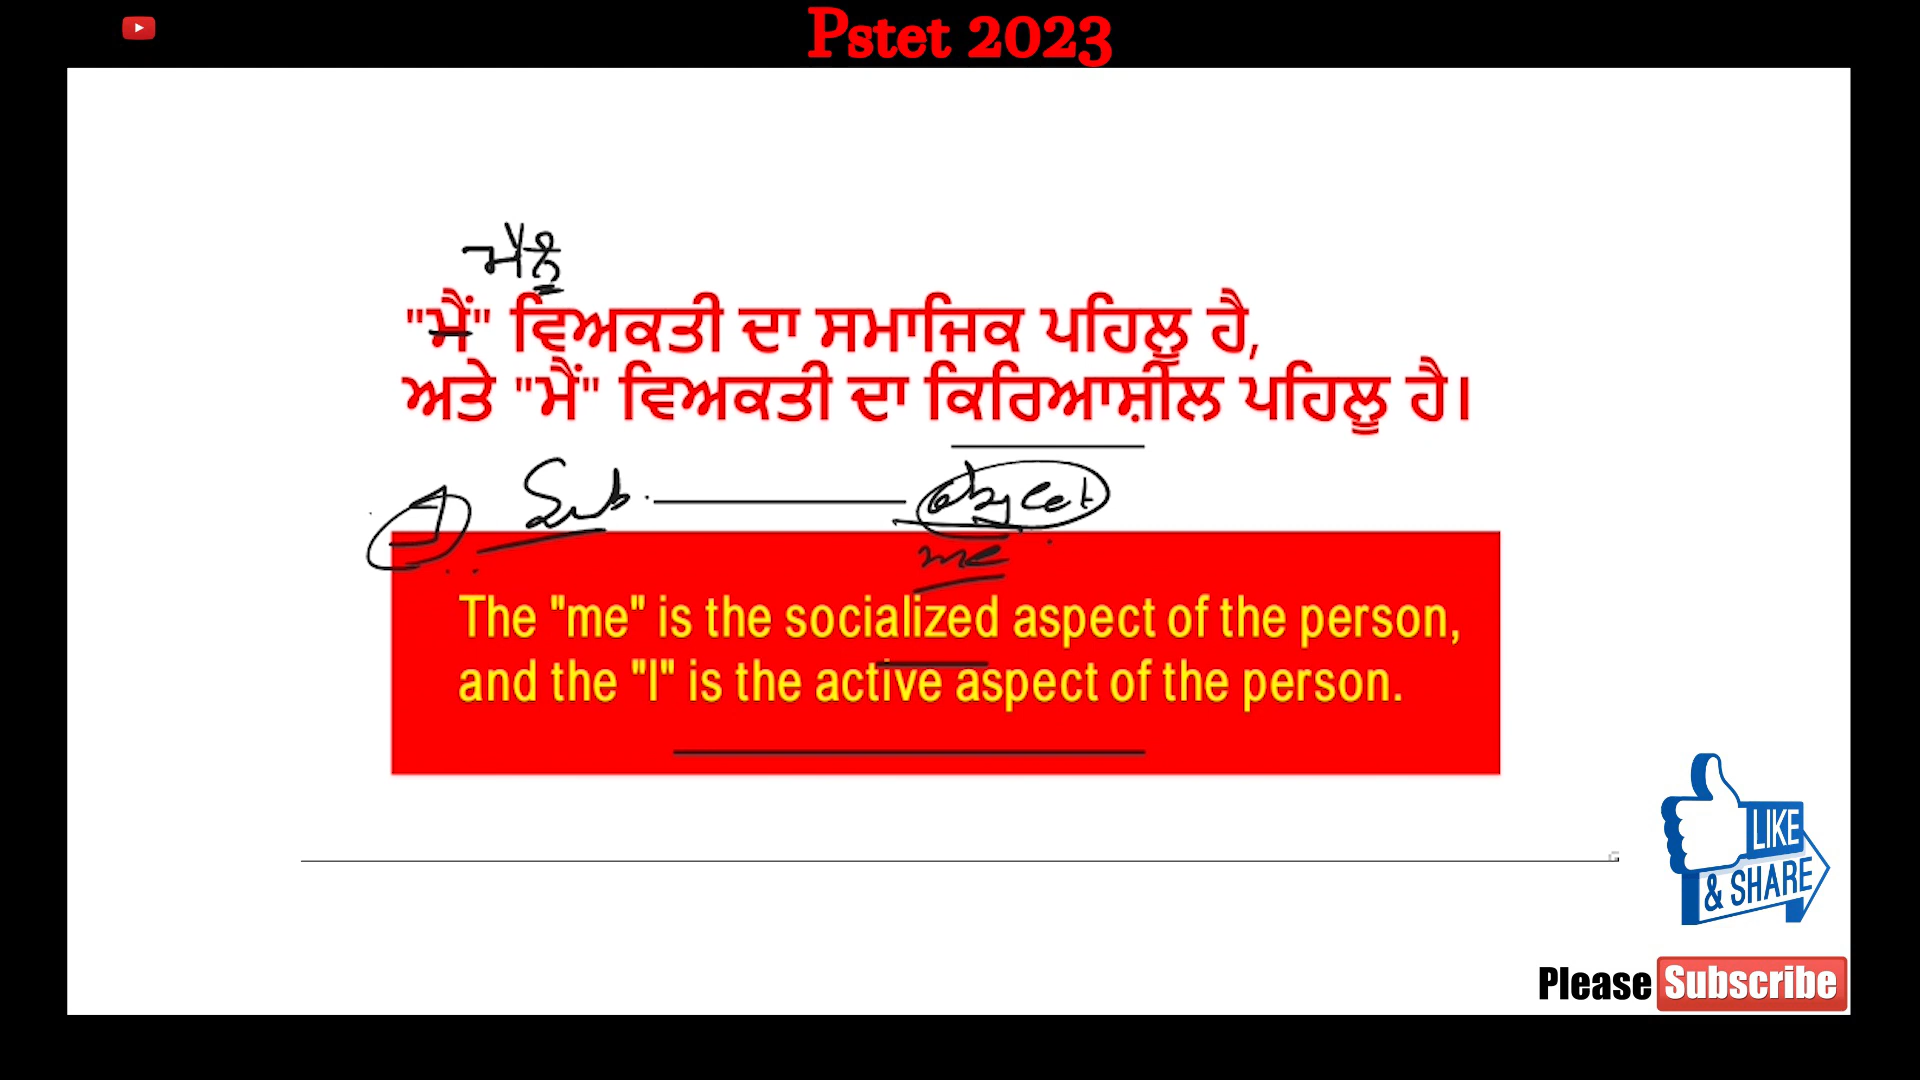 Pstet 2023
ਮੈਨੂੰ
"ਮੈਂ" ਵਿਅਕਤੀ ਦਾ ਸਮਾਜਿਕ ਪਹਿਲੂ ਹੈ,
ਅਤੇ "ਮੈਂ" ਵਿਅਕਤੀ ਦਾ ਕਿਰਿਆਸ਼ੀਲ ਪਹਿਲੂ ਹੈ।
I Sub. object
me
The "me" is the socialized aspect of the person,
and the "I" is the active aspect of the person.
LIKE
& SHARE
Please Subscribe